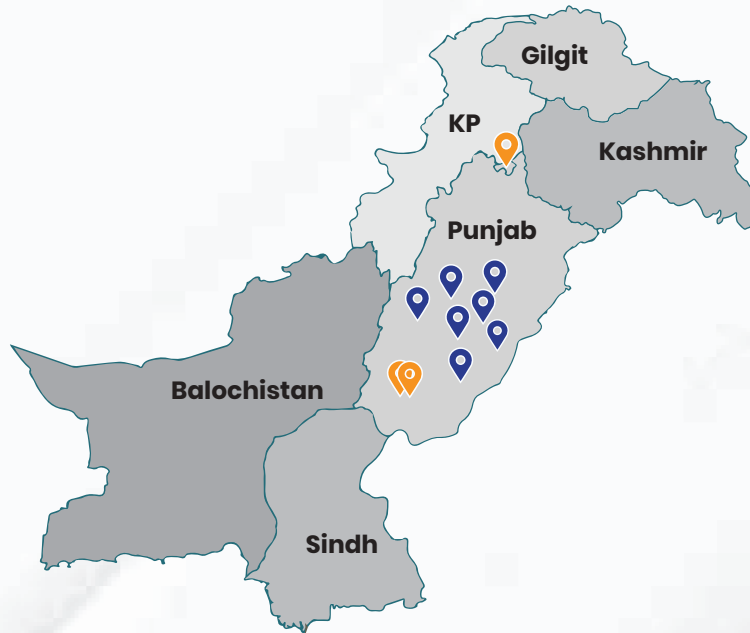 Gilgit
KP
Kashmir
Punjab
Balochistan
Sindh